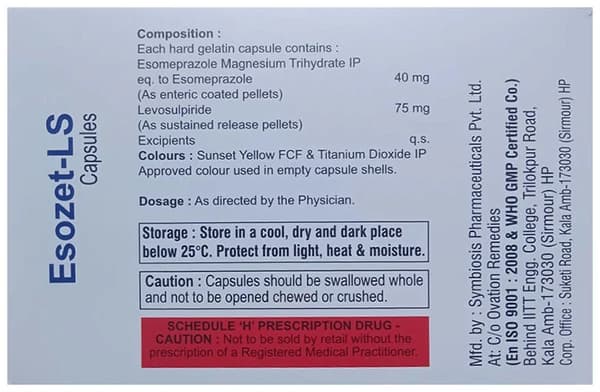 Esozet-LS
Capsules
Composition :
Each hard gelatin capsule contains :
Esomeprazole Magnesium Trihydrate IP
eq. to Esomeprazole 40 mg
(As enteric coated pellets)
Levosulpiride 75 mg
(As sustained release pellets)
Excipients q.s.
Colours : Sunset Yellow FCF & Titanium Dioxide IP
Approved colour used in empty capsule shells.
Dosage : As directed by the Physician.
Storage : Store in a cool, dry and dark place
below 25°C. Protect from light, heat & moisture.
Caution : Capsules should be swallowed whole
and not to be opened chewed or crushed.
SCHEDULE 'H' PRESCRIPTION DRUG -
CAUTION : Not to be sold by retail without the
prescription of a Registered Medical Practitioner.
Mfd. by : Symbiosis Pharmaceuticals Pvt. Ltd.
At: C/o Ovation Remedies
(En ISO 9001 : 2008 & WHO GMP Certified Co.)
Behind IITT Engg. College, Trilokpur Road,
Kala Amb-173030 (Sirmour) HP
Corp. Office : Suketi Road, Kala Amb-173030 (Sirmour) HP